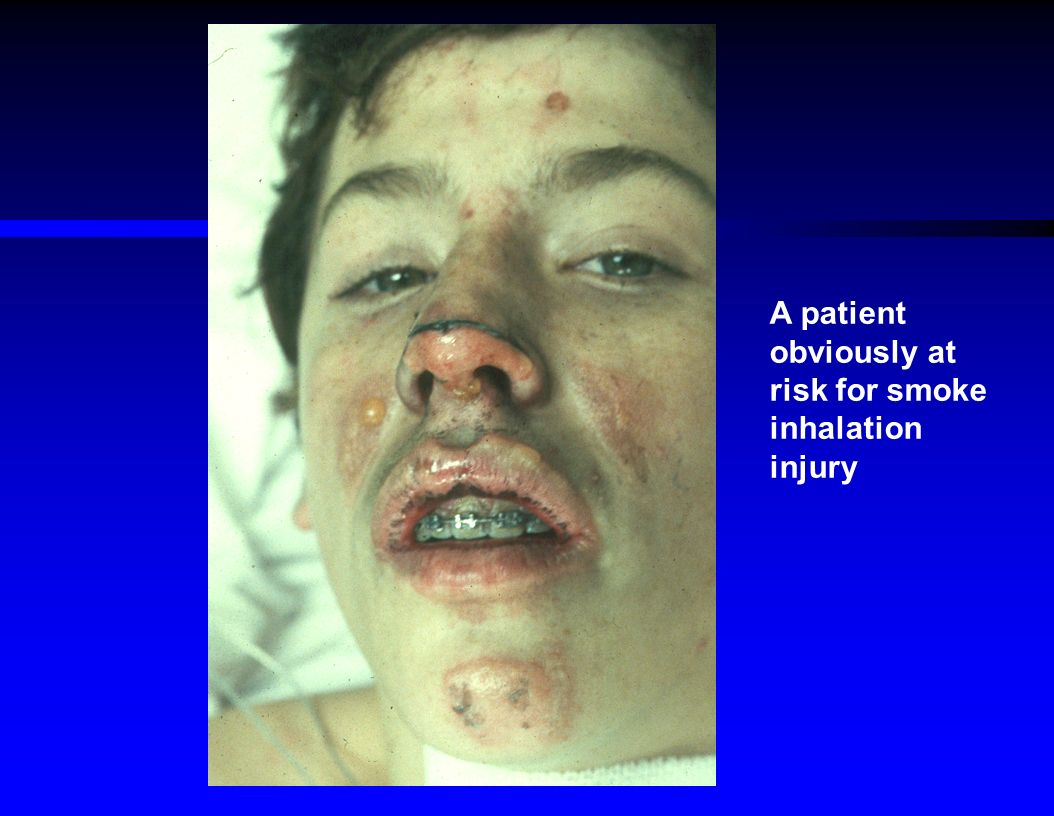 A patient
obviously at
risk for smoke
inhalation
injury